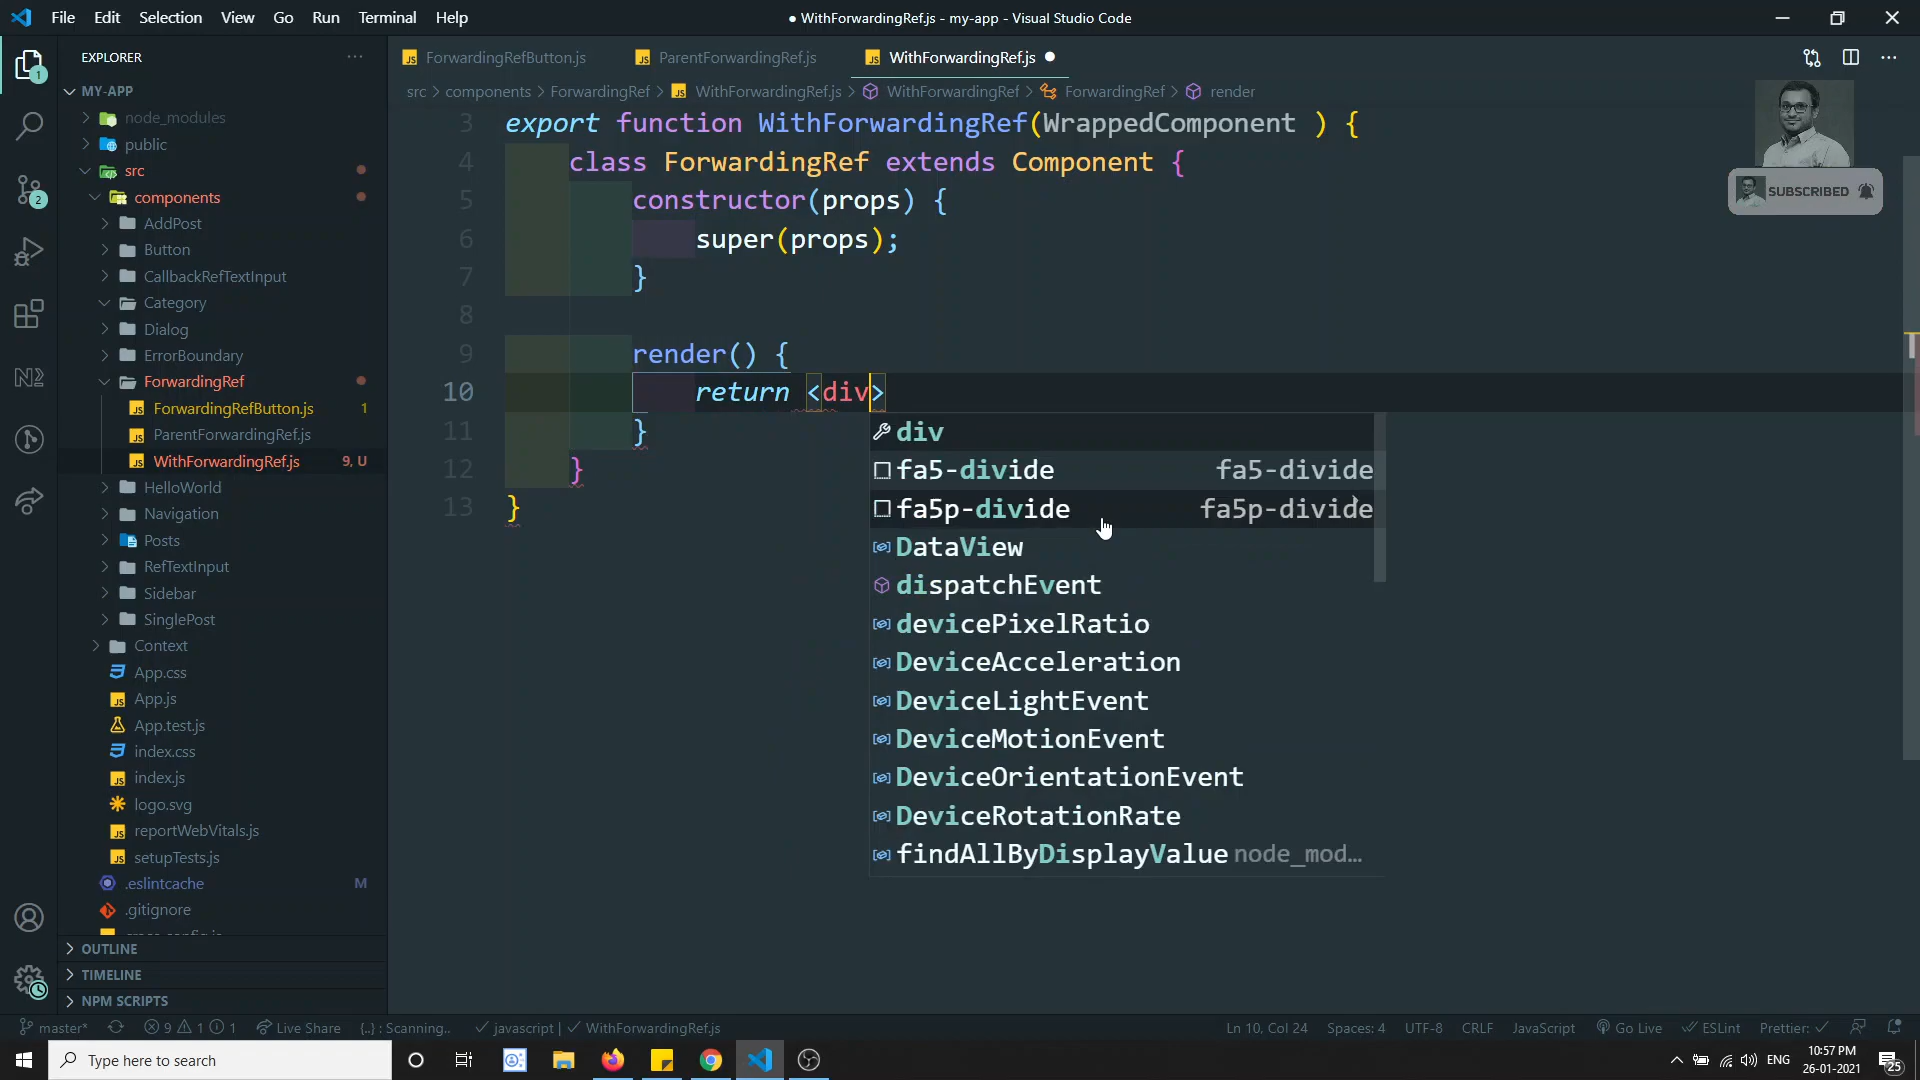 File Edit Selection View Go Run Terminal Help
● WithForwardingRef.js - my-app - Visual Studio Code
EXPLORER
MY-APP
node_modules
public
src
components
AddPost
Button
CallbackRefTextInput
Category
Dialog
ErrorBoundary
ForwardingRef
ForwardingRefButton.js 1
ParentForwardingRef.js
WithForwardingRef.js 9, U
HelloWorld
Navigation
Posts
RefTextInput
Sidebar
SinglePost
Context
App.css
App.js
App.test.js
index.css
index.js
logo.svg
reportWebVitals.js
setupTests.js
.eslintcache M
.gitignore
OUTLINE
TIMELINE
NPM SCRIPTS
1
2
ForwardingRefButton.js ParentForwardingRef.js WithForwardingRef.js ●
src > components > ForwardingRef > WithForwardingRef.js > WithForwardingRef > ForwardingRef > render
3 export function WithForwardingRef(WrappedComponent ) {
4 class ForwardingRef extends Component {
5 constructor(props) {
6 super(props);
7 }
8
9 render() {
10 return <div>
11 }
12 }
13 }
div
fa5-divide fa5-divide
fa5p-divide fa5p-divide
DataView
dispatchEvent
devicePixelRatio
DeviceAcceleration
DeviceLightEvent
DeviceMotionEvent
DeviceOrientationEvent
DeviceRotationRate
findAllByDisplayValue node_mod…
SUBSCRIBED
master* 9 1 1 Live Share {..} : Scanning.. javascript | WithForwardingRef.js
Ln 10, Col 24 Spaces: 4 UTF-8 CRLF JavaScript Go Live ESLint Prettier:
Type here to search
ENG
10:57 PM
26-01-2021
25